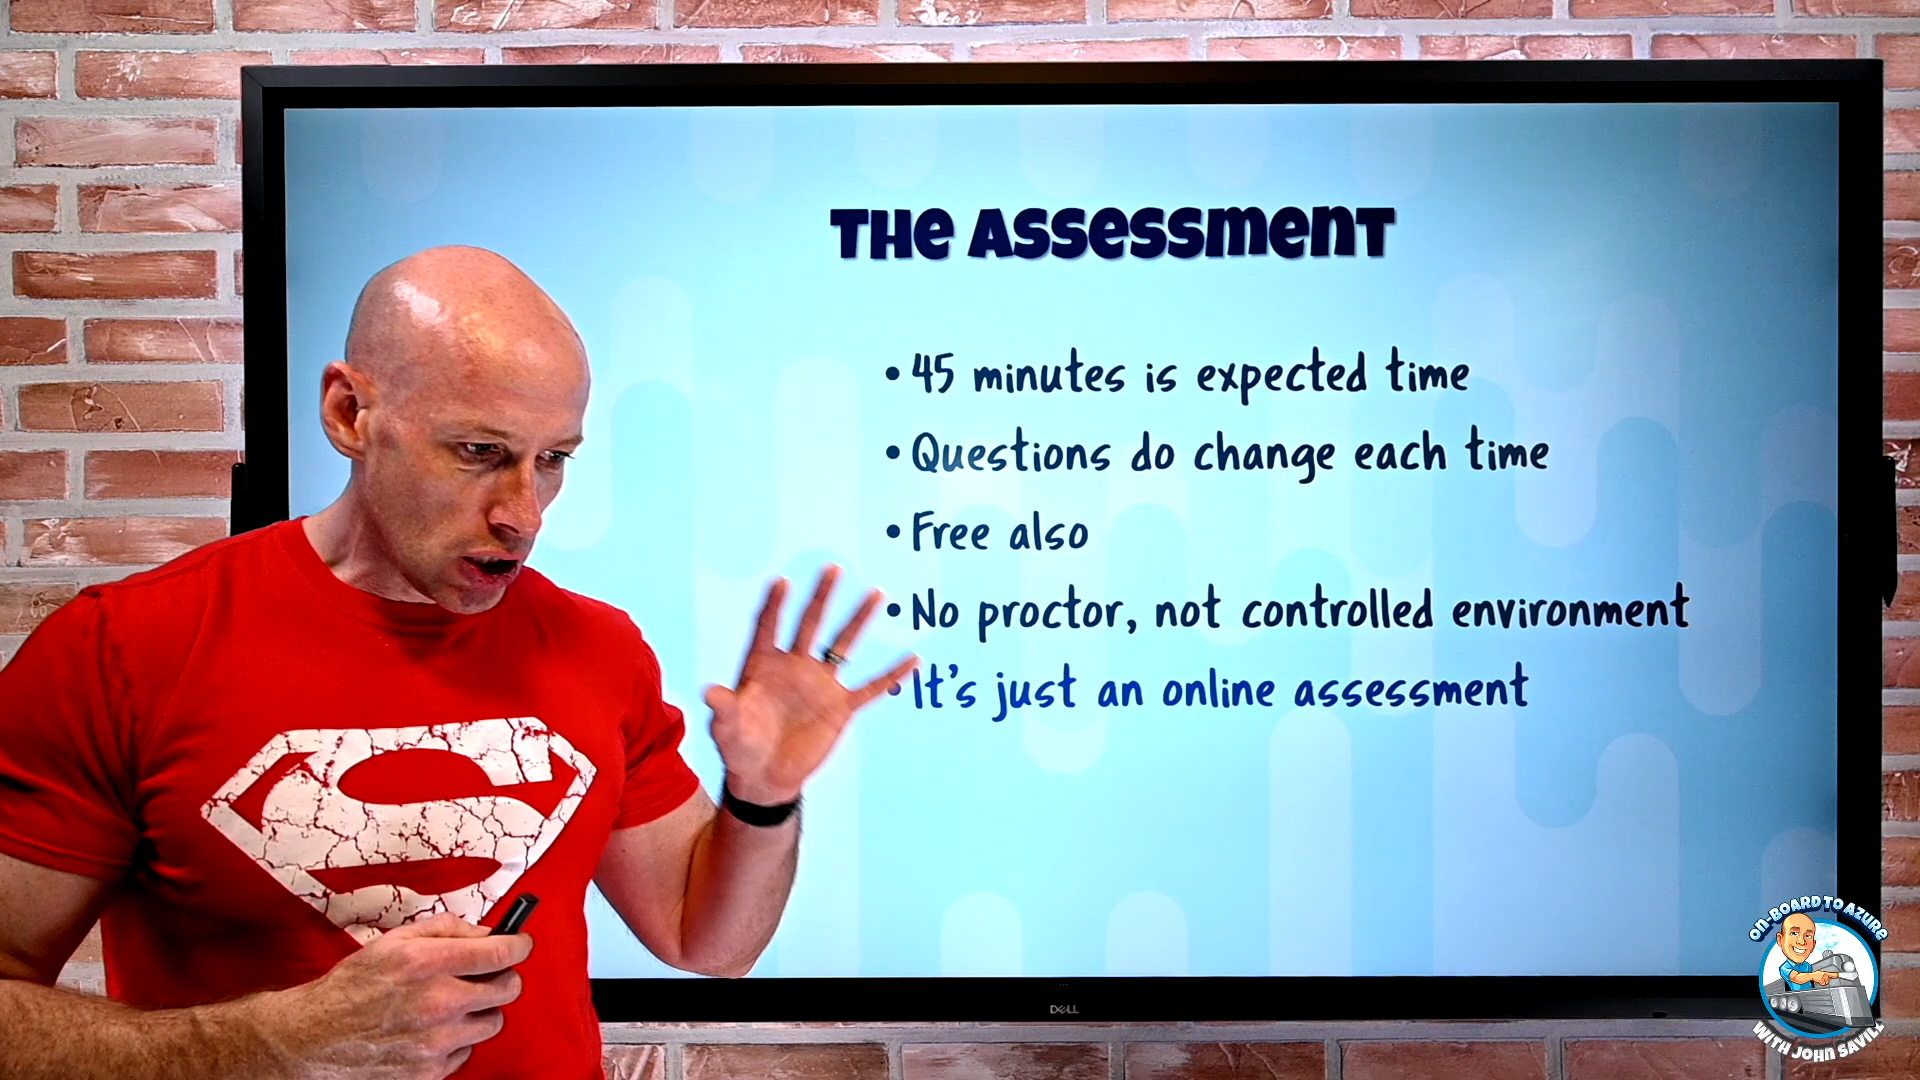 The Assessment
• 45 minutes is expected time
• Questions do change each time
• Free also
• No proctor, not controlled environment
• It's just an online assessment
DELL
ON-BOARD TO AZURE
WITH JOHN SAVILL